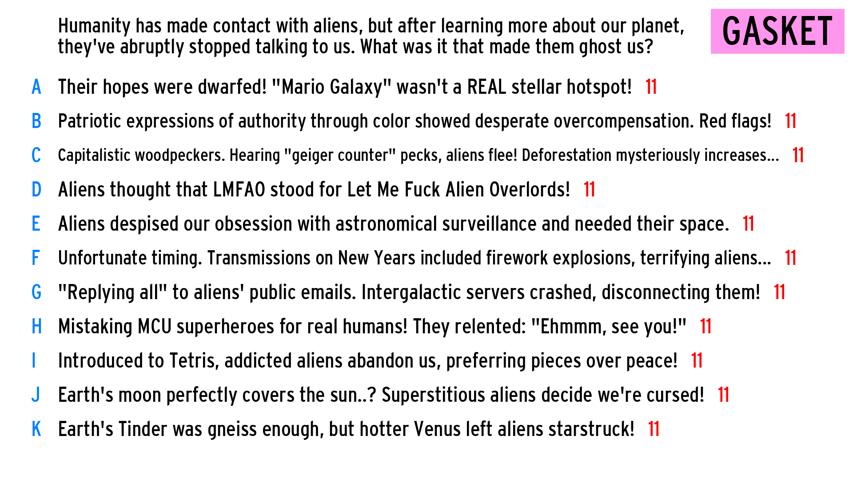 Humanity has made contact with aliens, but after learning more about our planet,
they've abruptly stopped talking to us. What was it that made them ghost us?
GASKET
A Their hopes were dwarfed! "Mario Galaxy" wasn't a REAL stellar hotspot! 11
B Patriotic expressions of authority through color showed desperate overcompensation. Red flags! 11
C Capitalistic woodpeckers. Hearing "geiger counter" pecks, aliens flee! Deforestation mysteriously increases... 11
D Aliens thought that LMFAO stood for Let Me Fuck Alien Overlords! 11
E Aliens despised our obsession with astronomical surveillance and needed their space. 11
F Unfortunate timing. Transmissions on New Years included firework explosions, terrifying aliens... 11
G "Replying all" to aliens' public emails. Intergalactic servers crashed, disconnecting them! 11
H Mistaking MCU superheroes for real humans! They relented: "Ehmmm, see you!" 11
I Introduced to Tetris, addicted aliens abandon us, preferring pieces over peace! 11
J Earth's moon perfectly covers the sun..? Superstitious aliens decide we're cursed! 11
K Earth's Tinder was gneiss enough, but hotter Venus left aliens starstruck! 11